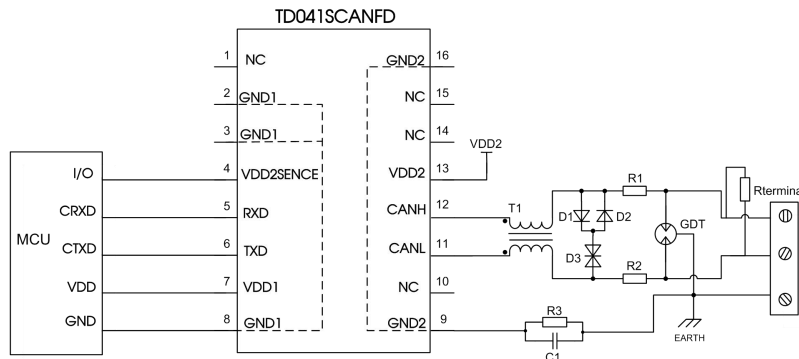 TD041SCANFD
1 NC GND2 16
2 GND1 NC 15
3 GND1 NC 14
VDD2
I/O 4 VDD2SENCE VDD2 13
CRXD 5 RXD CANH 12 T1 D1 D2 R1 GDT Rtermina
MCU CTXD 6 TXD CANL 11 D3 R2
VDD 7 VDD1 NC 10
GND 8 GND1 GND2 9 R3
C1
EARTH